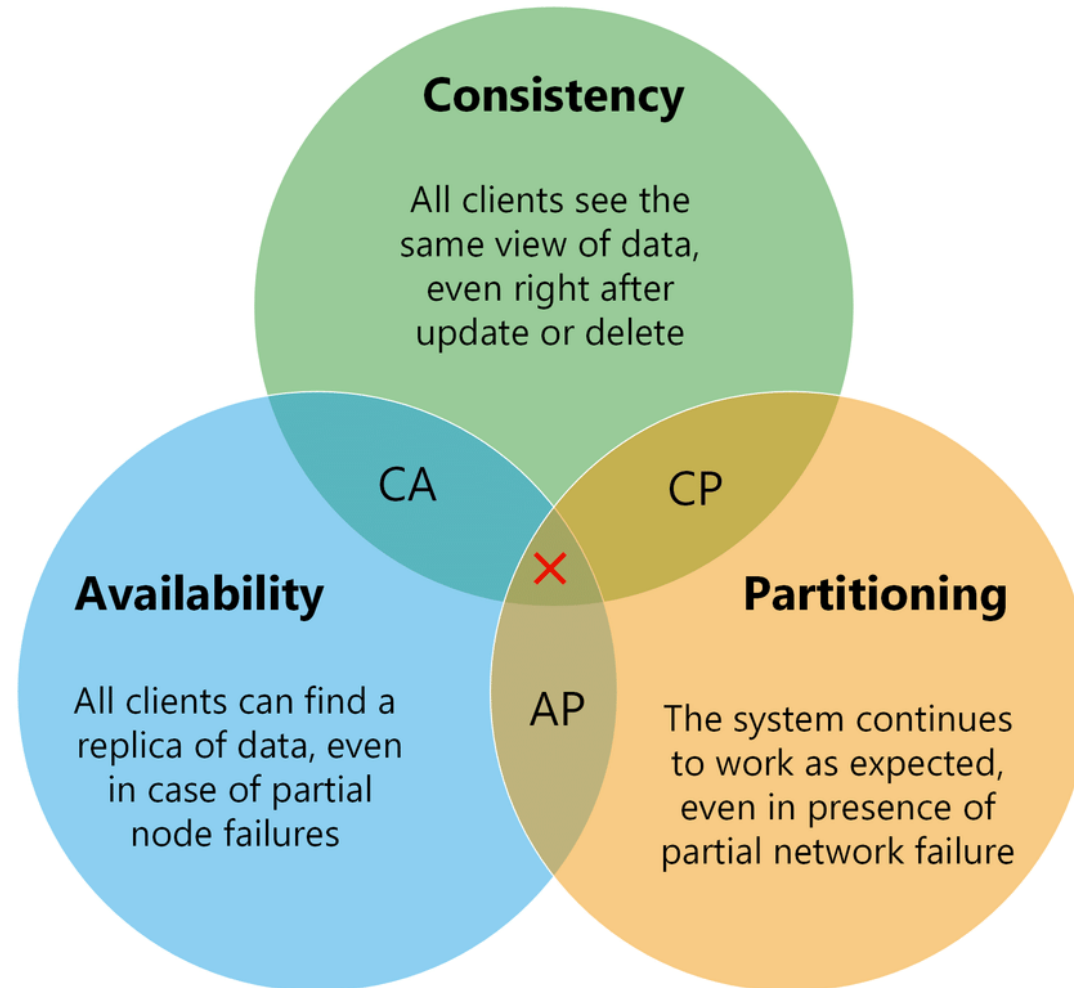 Consistency
All clients see the
same view of data,
even right after
update or delete
CA
CP
Availability
All clients can find a
replica of data, even
in case of partial
node failures
AP
Partitioning
The system continues
to work as expected,
even in presence of
partial network failure